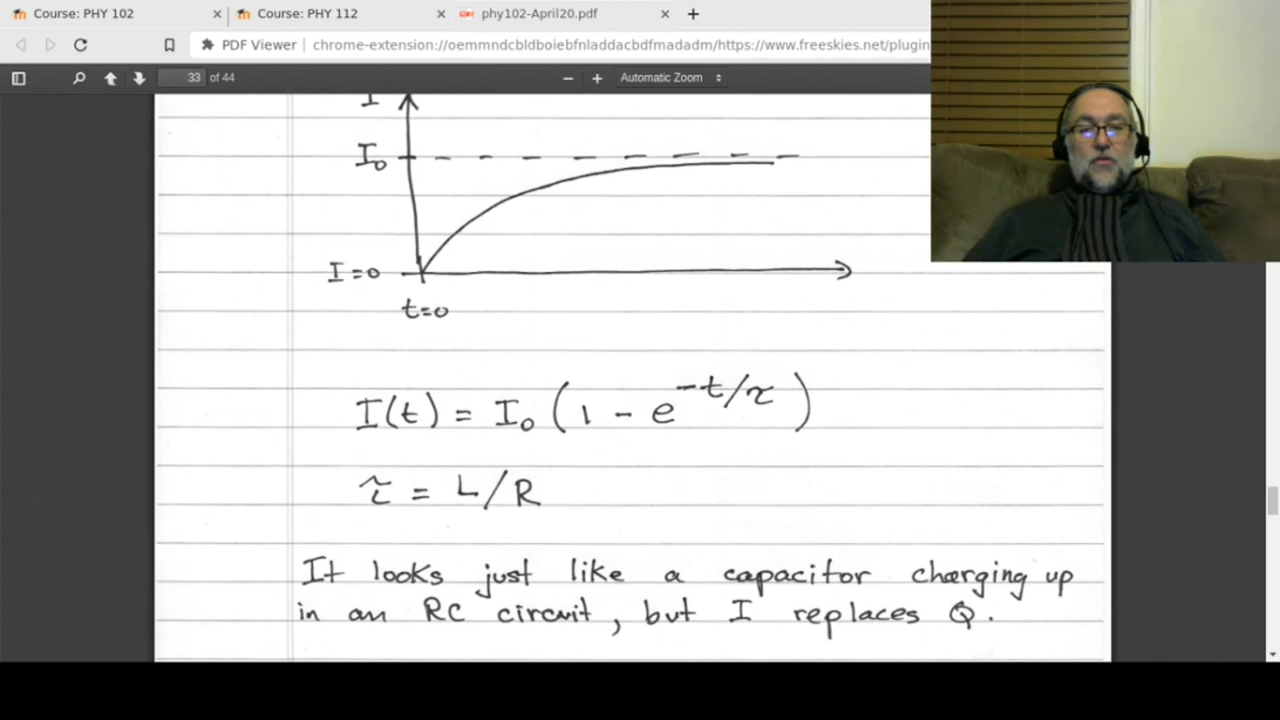 Course: PHY 102
Course: PHY 112
phy102-April20.pdf
PDF Viewer
chrome-extension://oemmndcbldboiebfnladdacbdfmadadm/https://www.freeskies.net/plugin
33 of 44
Automatic Zoom
I
I₀
I=0
t=0
I(t) = I₀ (1 - e^{-t/τ})
τ = L/R
It looks just like a capacitor charging up
in an RC circuit, but I replaces Q.